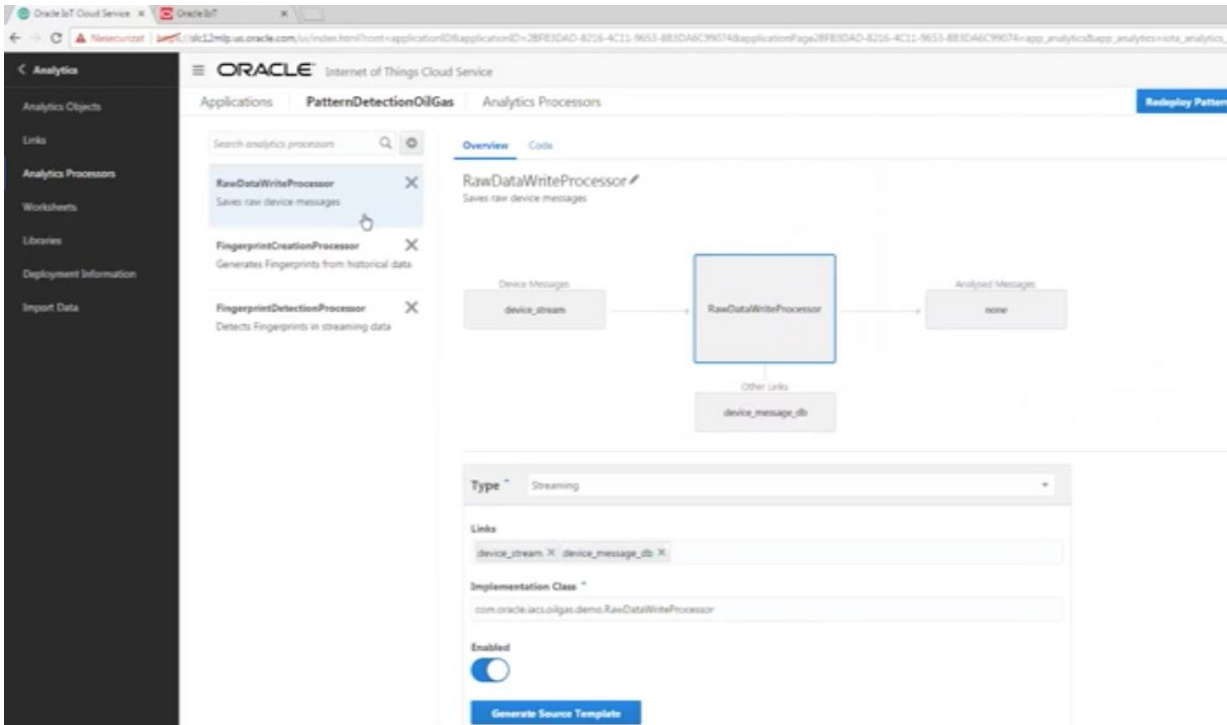 Oracle IoT Cloud Service
Oracle IoT
Nesecurizat
Analytics
ORACLE Internet of Things Cloud Service
Analytics Objects
Applications PatternDetectionOilGas Analytics Processors
Redeploy Pattern
Links
Search analytics processors
Overview Code
Analytics Processors
RawDataWriteProcessor
Saves raw device messages
RawDataWriteProcessor
Saves raw device messages
Worksheets
Libraries
FingerprintCreationProcessor
Generates Fingerprints from historical data
Deployment Information
Import Data
FingerprintDetectionProcessor
Detects Fingerprints in streaming data
Device Messages
device_stream
RawDataWriteProcessor
Analysed Messages
none
Other Links
device_message_db
Type * Streaming
Links
device_stream device_message_db
Implementation Class *
com.oracle.iacs.oilgas.demo.RawDataWriteProcessor
Enabled
Generate Source Template